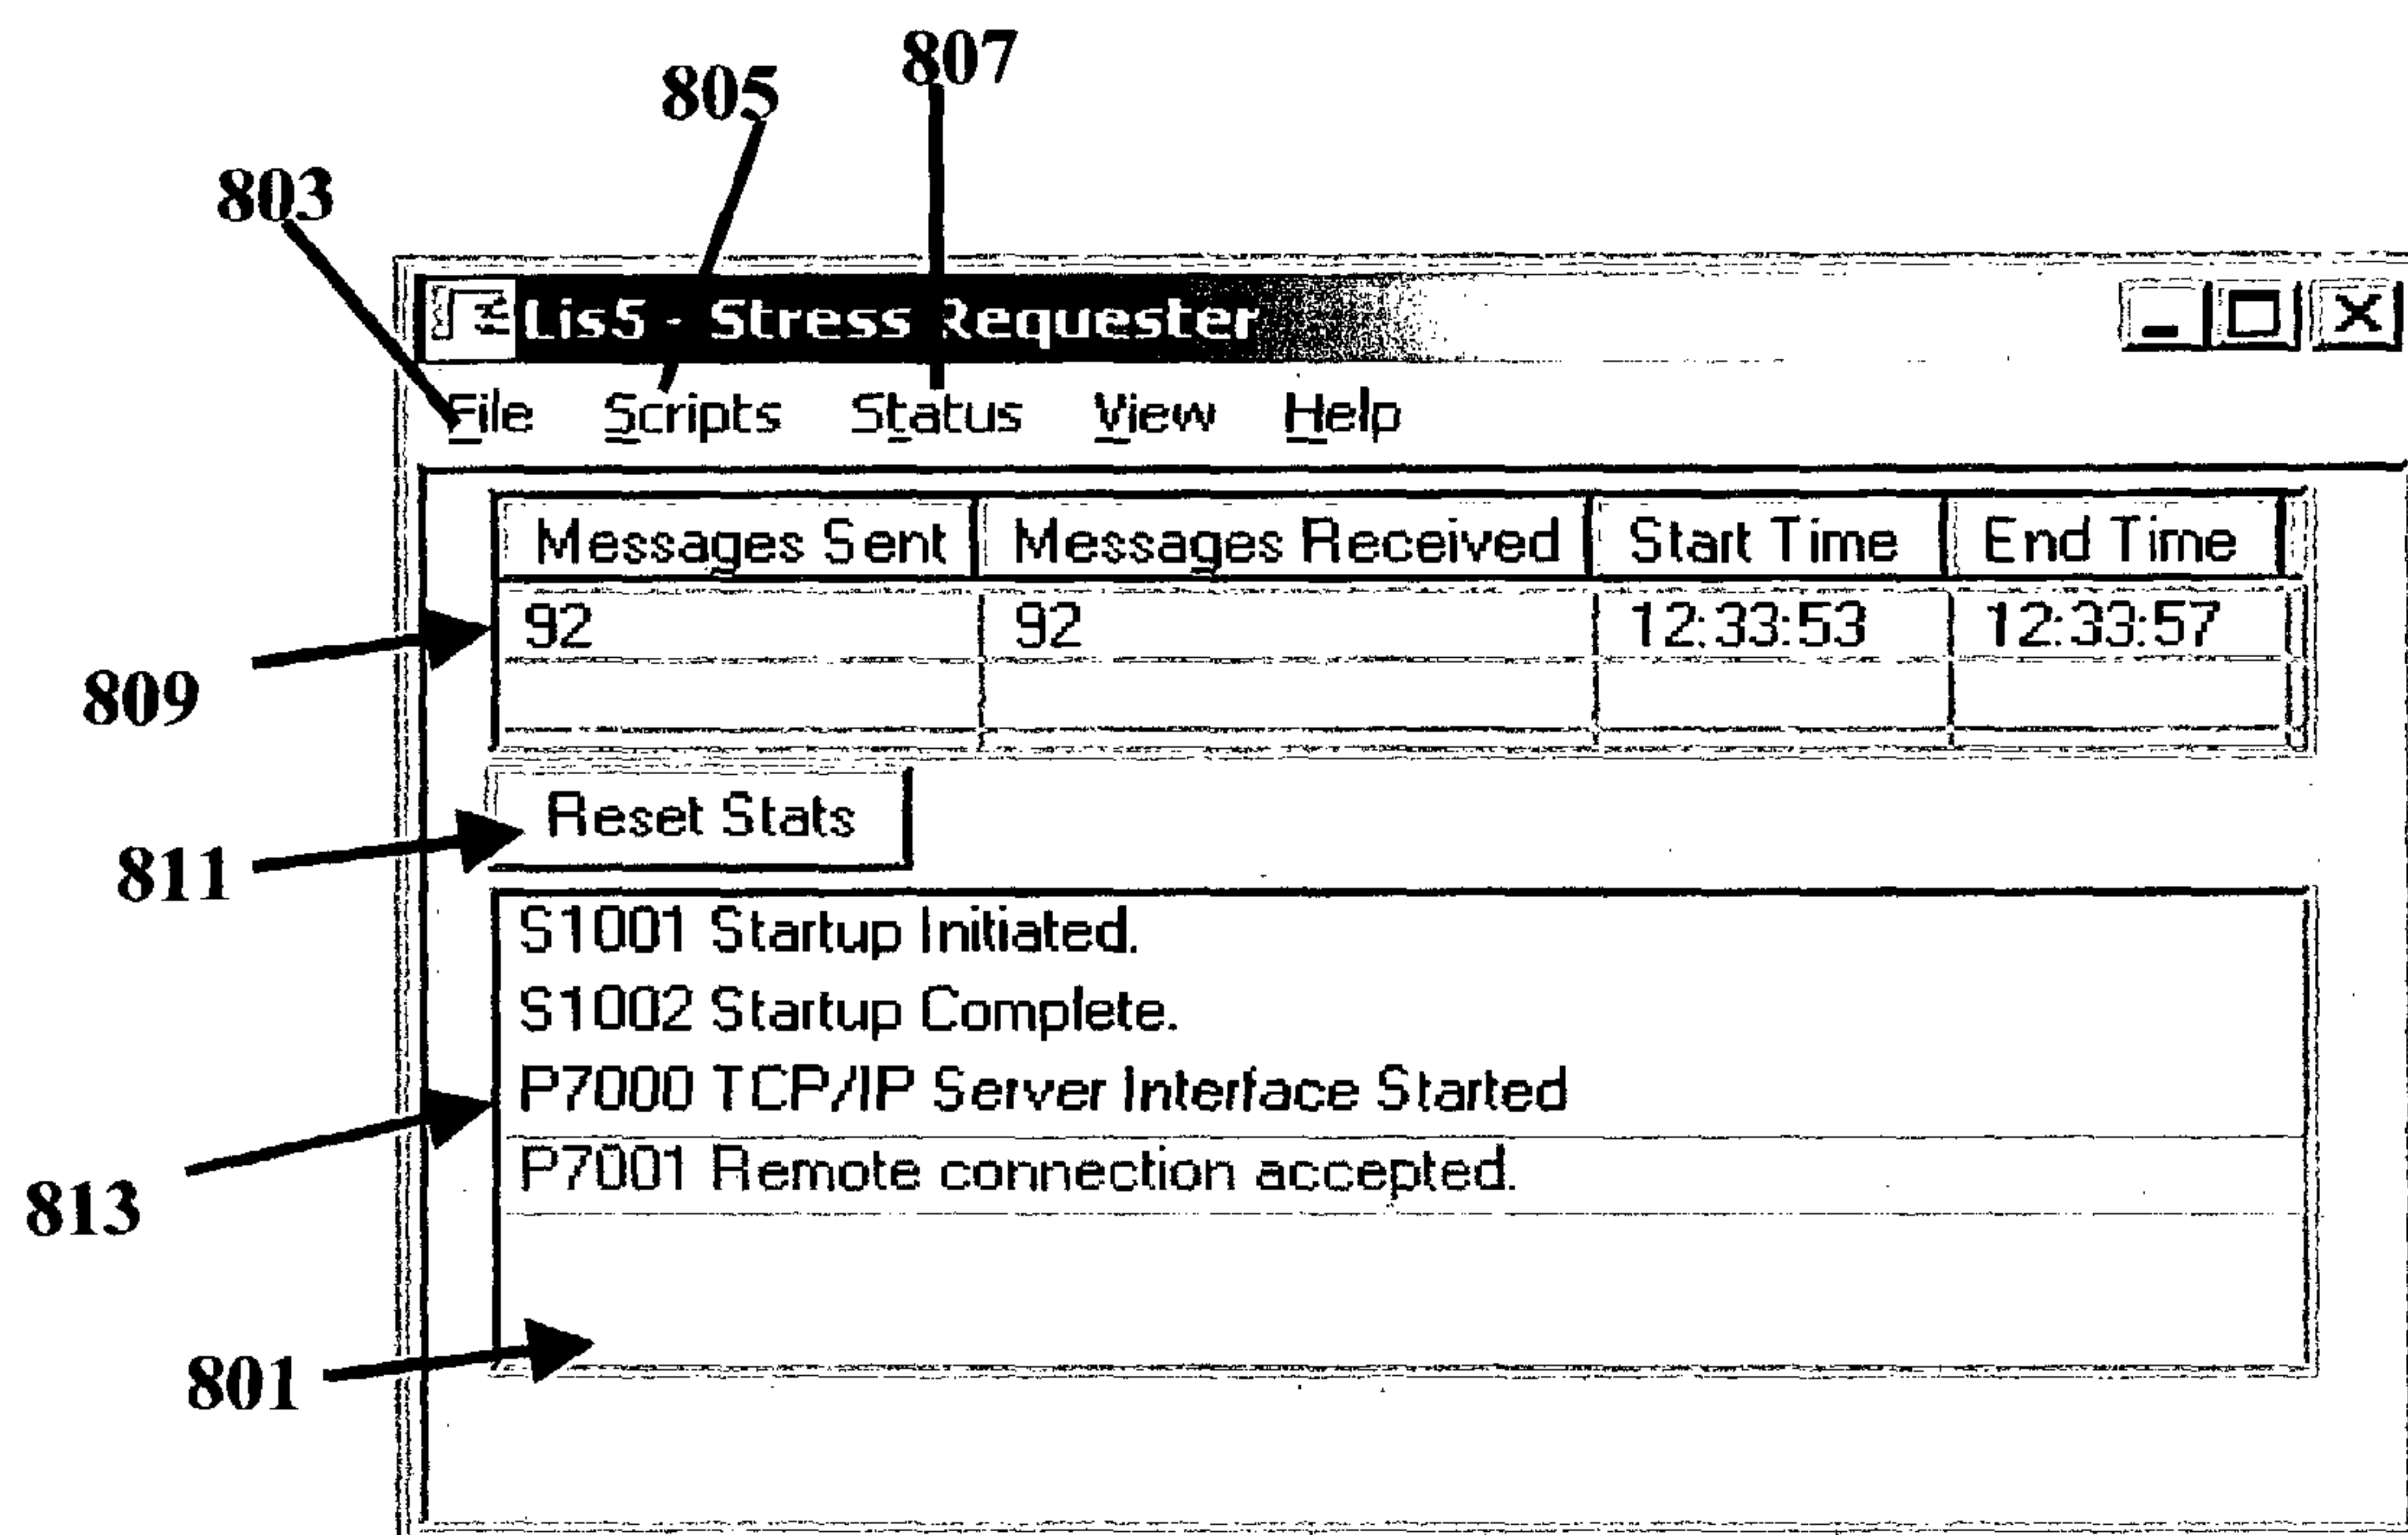 807
805
803
Lis5 - Stress Requester
File Scripts Status View Help
Messages Sent Messages Received Start Time End Time
92 92 12:33:53 12:33:57
809
Reset Stats
811
S1001 Startup Initiated.
S1002 Startup Complete.
P7000 TCP/IP Server Interface Started
P7001 Remote connection accepted.
813
801